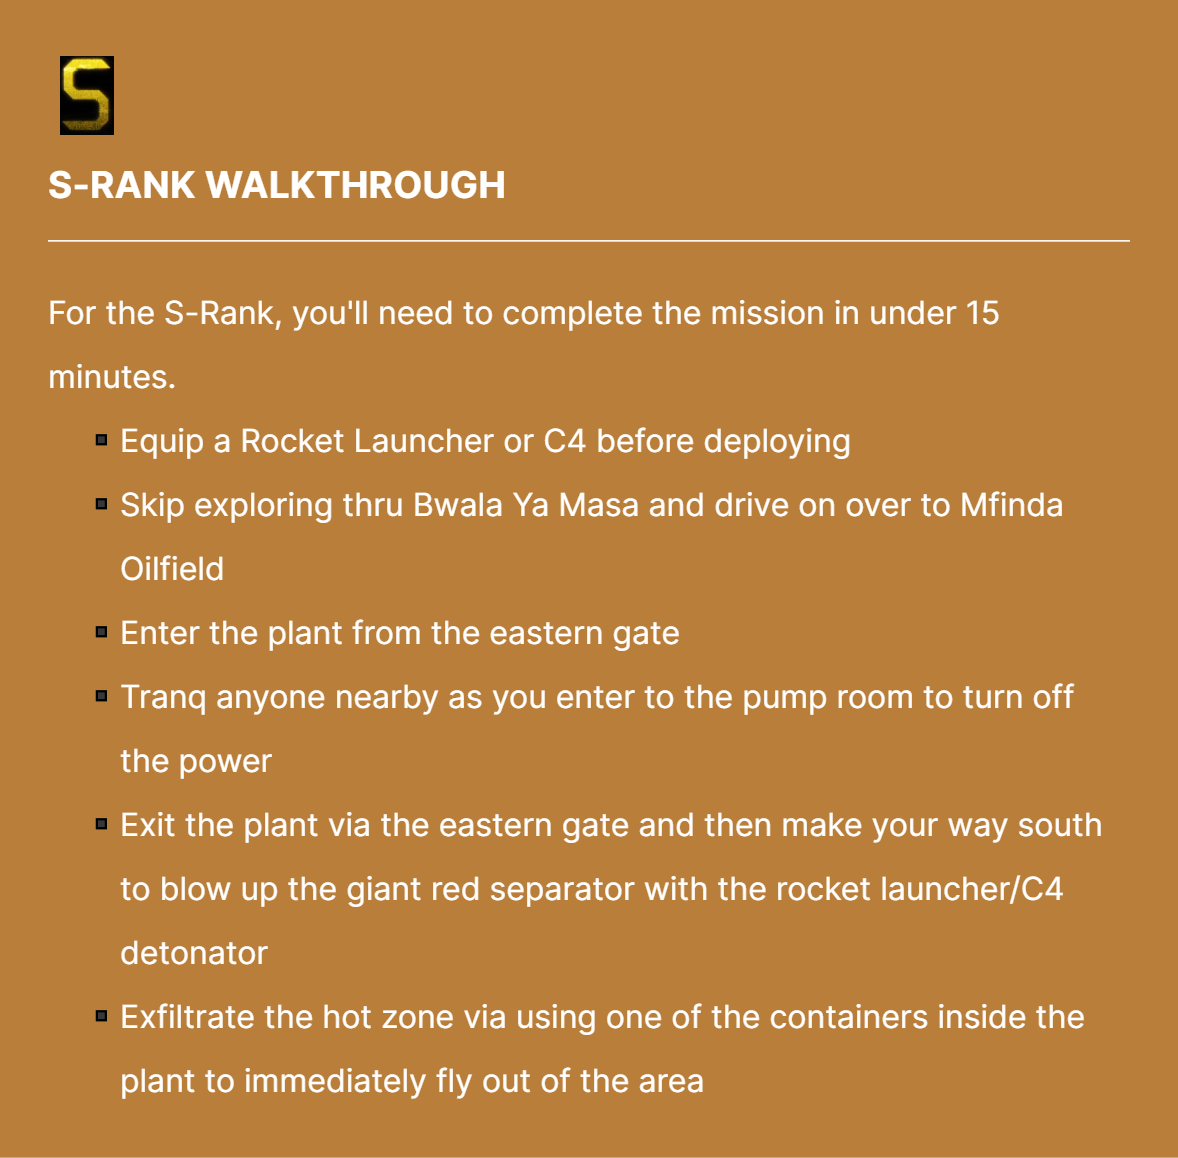 S
S-RANK WALKTHROUGH
For the S-Rank, you'll need to complete the mission in under 15
minutes.
Equip a Rocket Launcher or C4 before deploying
Skip exploring thru Bwala Ya Masa and drive on over to Mfinda
Oilfield
Enter the plant from the eastern gate
Tranq anyone nearby as you enter to the pump room to turn off
the power
Exit the plant via the eastern gate and then make your way south
to blow up the giant red separator with the rocket launcher/C4
detonator
Exfiltrate the hot zone via using one of the containers inside the
plant to immediately fly out of the area